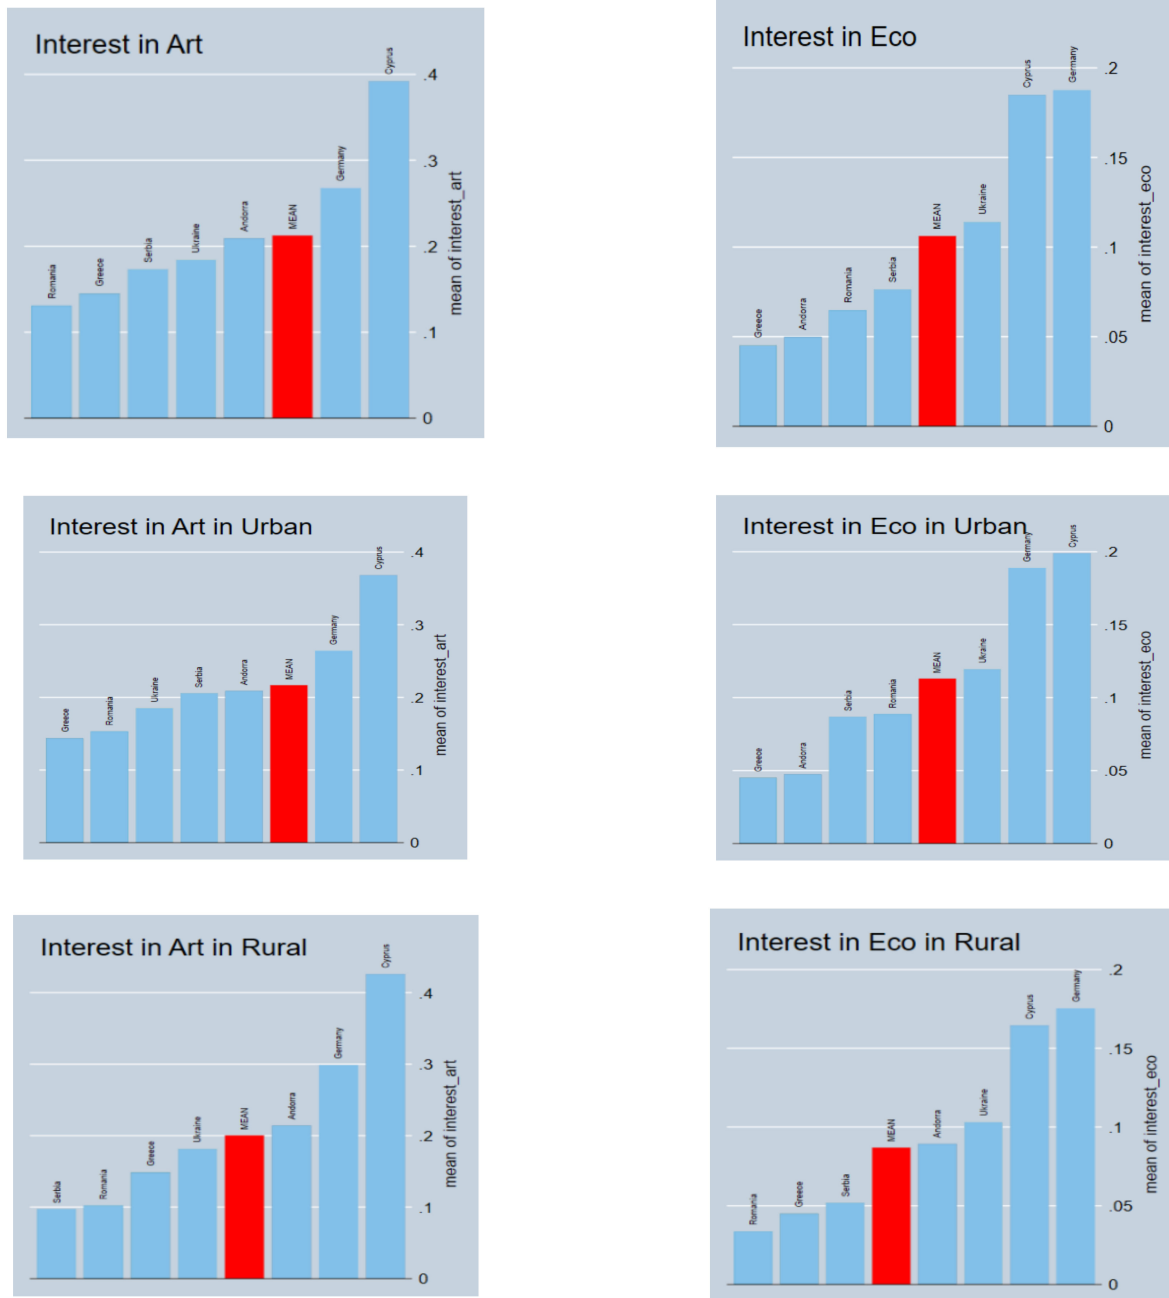 Interest in Art
Romania
Greece
Serbia
Ukraine
Andorra
MEAN
Germany
Cyprus
.4
.3
.2
.1
0
mean of interest_art
Interest in Eco
Greece
Andorra
Romania
Serbia
MEAN
Ukraine
Cyprus
Germany
.2
.15
.1
.05
0
mean of interest_eco
Interest in Art in Urban
Greece
Romania
Ukraine
Serbia
Andorra
MEAN
Germany
Cyprus
.4
.3
.2
.1
0
mean of interest_art
Interest in Eco in Urban
Greece
Andorra
Serbia
Romania
MEAN
Ukraine
Germany
Cyprus
.2
.15
.1
.05
0
mean of interest_eco
Interest in Art in Rural
Serbia
Romania
Greece
Ukraine
MEAN
Andorra
Germany
Cyprus
.4
.3
.2
.1
0
mean of interest_art
Interest in Eco in Rural
Romania
Greece
Serbia
MEAN
Andorra
Ukraine
Cyprus
Germany
.2
.15
.1
.05
0
mean of interest_eco